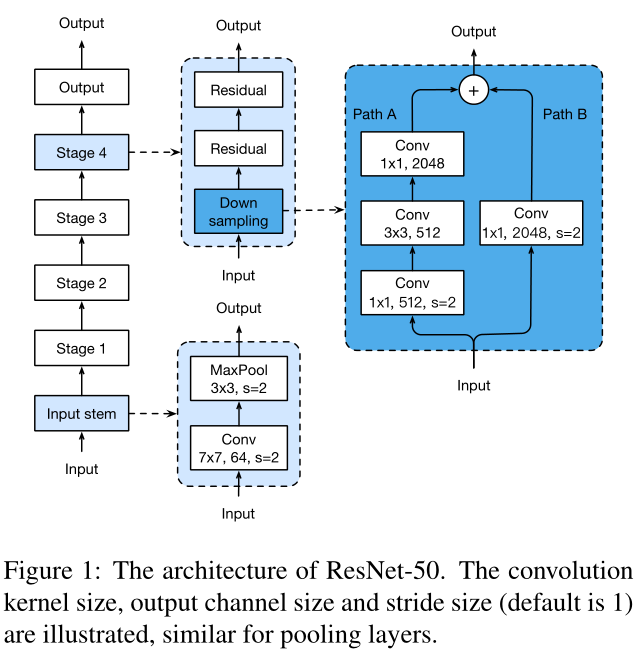 Output
Output
Stage 4
Stage 3
Stage 2
Stage 1
Input stem
Input
Output
Residual
Residual
Down
sampling
Input
Output
MaxPool
3x3, s=2
Conv
7x7, 64, s=2
Input
Output
+
Path A
Path B
Conv
1x1, 2048
Conv
3x3, 512
Conv
1x1, 512, s=2
Conv
1x1, 2048, s=2
Input
Figure 1: The architecture of ResNet-50. The convolution
kernel size, output channel size and stride size (default is 1)
are illustrated, similar for pooling layers.